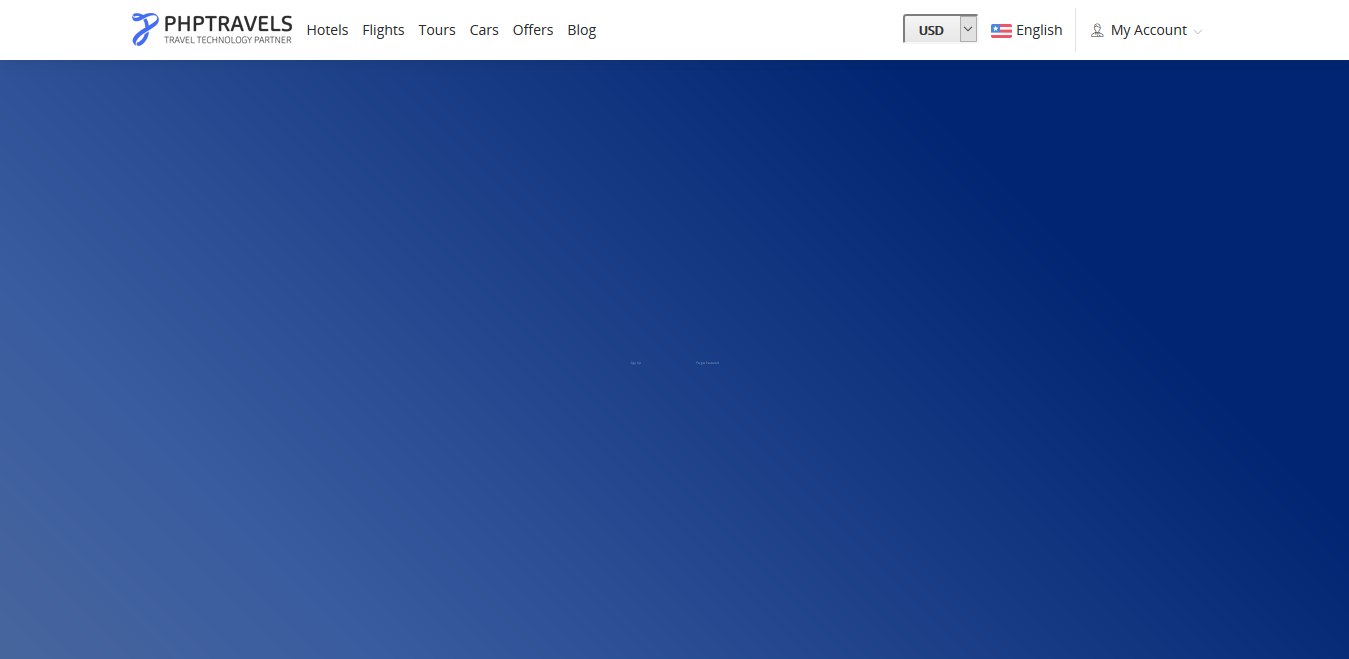 PHPTRAVELS
TRAVEL TECHNOLOGY PARTNER
Hotels Flights Tours Cars Offers Blog
USD
English
My Account
Sign Up
Forget Password